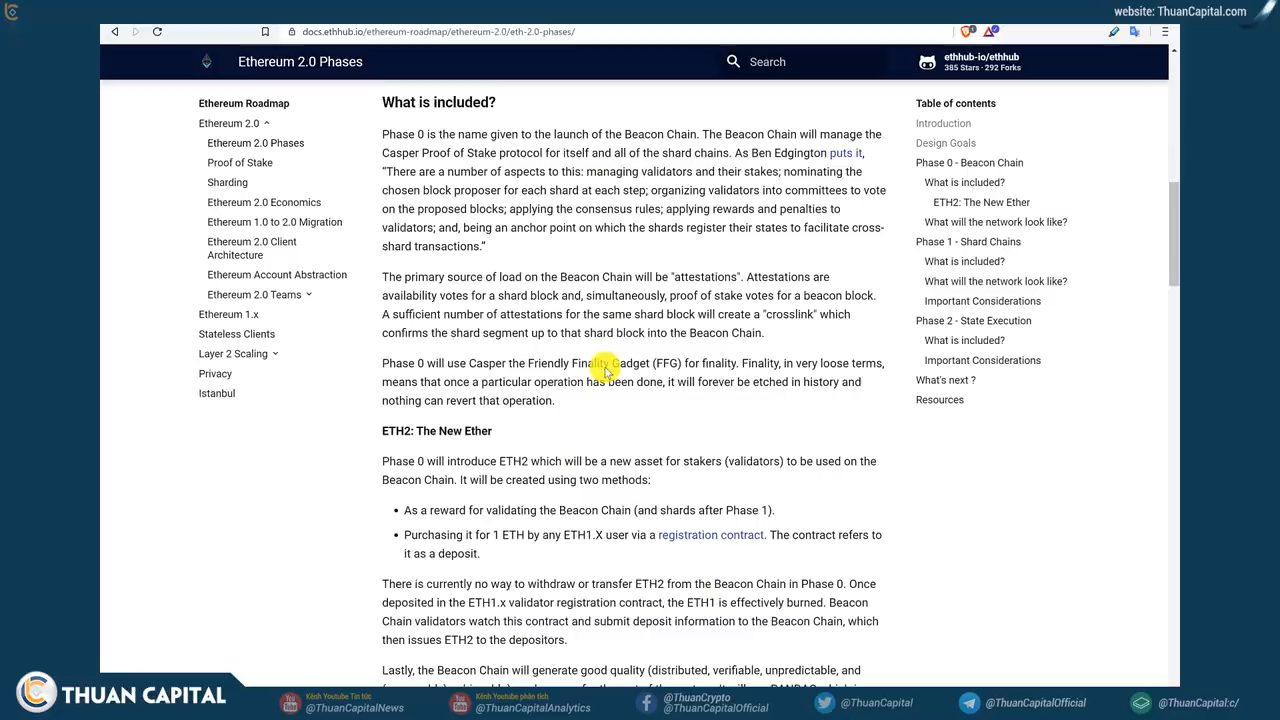 website: ThuanCapital.com
docs.ethhub.io/ethereum-roadmap/ethereum-2.0/eth-2.0-phases/
Ethereum 2.0 Phases
Search
ethhub-io/ethhub
385 Stars · 292 Forks
Ethereum Roadmap
Ethereum 2.0
Ethereum 2.0 Phases
Proof of Stake
Sharding
Ethereum 2.0 Economics
Ethereum 1.0 to 2.0 Migration
Ethereum 2.0 Client
Architecture
Ethereum Account Abstraction
Ethereum 2.0 Teams
Ethereum 1.x
Stateless Clients
Layer 2 Scaling
Privacy
Istanbul
What is included?
Phase 0 is the name given to the launch of the Beacon Chain. The Beacon Chain will manage the
Casper Proof of Stake protocol for itself and all of the shard chains. As Ben Edgington puts it,
“There are a number of aspects to this: managing validators and their stakes; nominating the
chosen block proposer for each shard at each step; organizing validators into committees to vote
on the proposed blocks; applying the consensus rules; applying rewards and penalties to
validators; and, being an anchor point on which the shards register their states to facilitate cross-
shard transactions.”
The primary source of load on the Beacon Chain will be "attestations". Attestations are
availability votes for a shard block and, simultaneously, proof of stake votes for a beacon block.
A sufficient number of attestations for the same shard block will create a "crosslink" which
confirms the shard segment up to that shard block into the Beacon Chain.
Phase 0 will use Casper the Friendly Finality Gadget (FFG) for finality. Finality, in very loose terms,
means that once a particular operation has been done, it will forever be etched in history and
nothing can revert that operation.
ETH2: The New Ether
Phase 0 will introduce ETH2 which will be a new asset for stakers (validators) to be used on the
Beacon Chain. It will be created using two methods:
• As a reward for validating the Beacon Chain (and shards after Phase 1).
• Purchasing it for 1 ETH by any ETH1.X user via a registration contract. The contract refers to
it as a deposit.
There is currently no way to withdraw or transfer ETH2 from the Beacon Chain in Phase 0. Once
deposited in the ETH1.x validator registration contract, the ETH1 is effectively burned. Beacon
Chain validators watch this contract and submit deposit information to the Beacon Chain, which
then issues ETH2 to the depositors.
Lastly, the Beacon Chain will generate good quality (distributed, verifiable, unpredictable, and
Table of contents
Introduction
Design Goals
Phase 0 - Beacon Chain
What is included?
ETH2: The New Ether
What will the network look like?
Phase 1 - Shard Chains
What is included?
What will the network look like?
Important Considerations
Phase 2 - State Execution
What is included?
Important Considerations
What's next ?
Resources
THUAN CAPITAL
Kênh Youtube Tin tức
@ThuanCapitalNews
Kênh Youtube phân tích
@ThuanCapitalAnalytics
@ThuanCrypto
@ThuanCapitalOfficial
@ThuanCapital
@ThuanCapitalOfficial
@ThuanCapital:c/